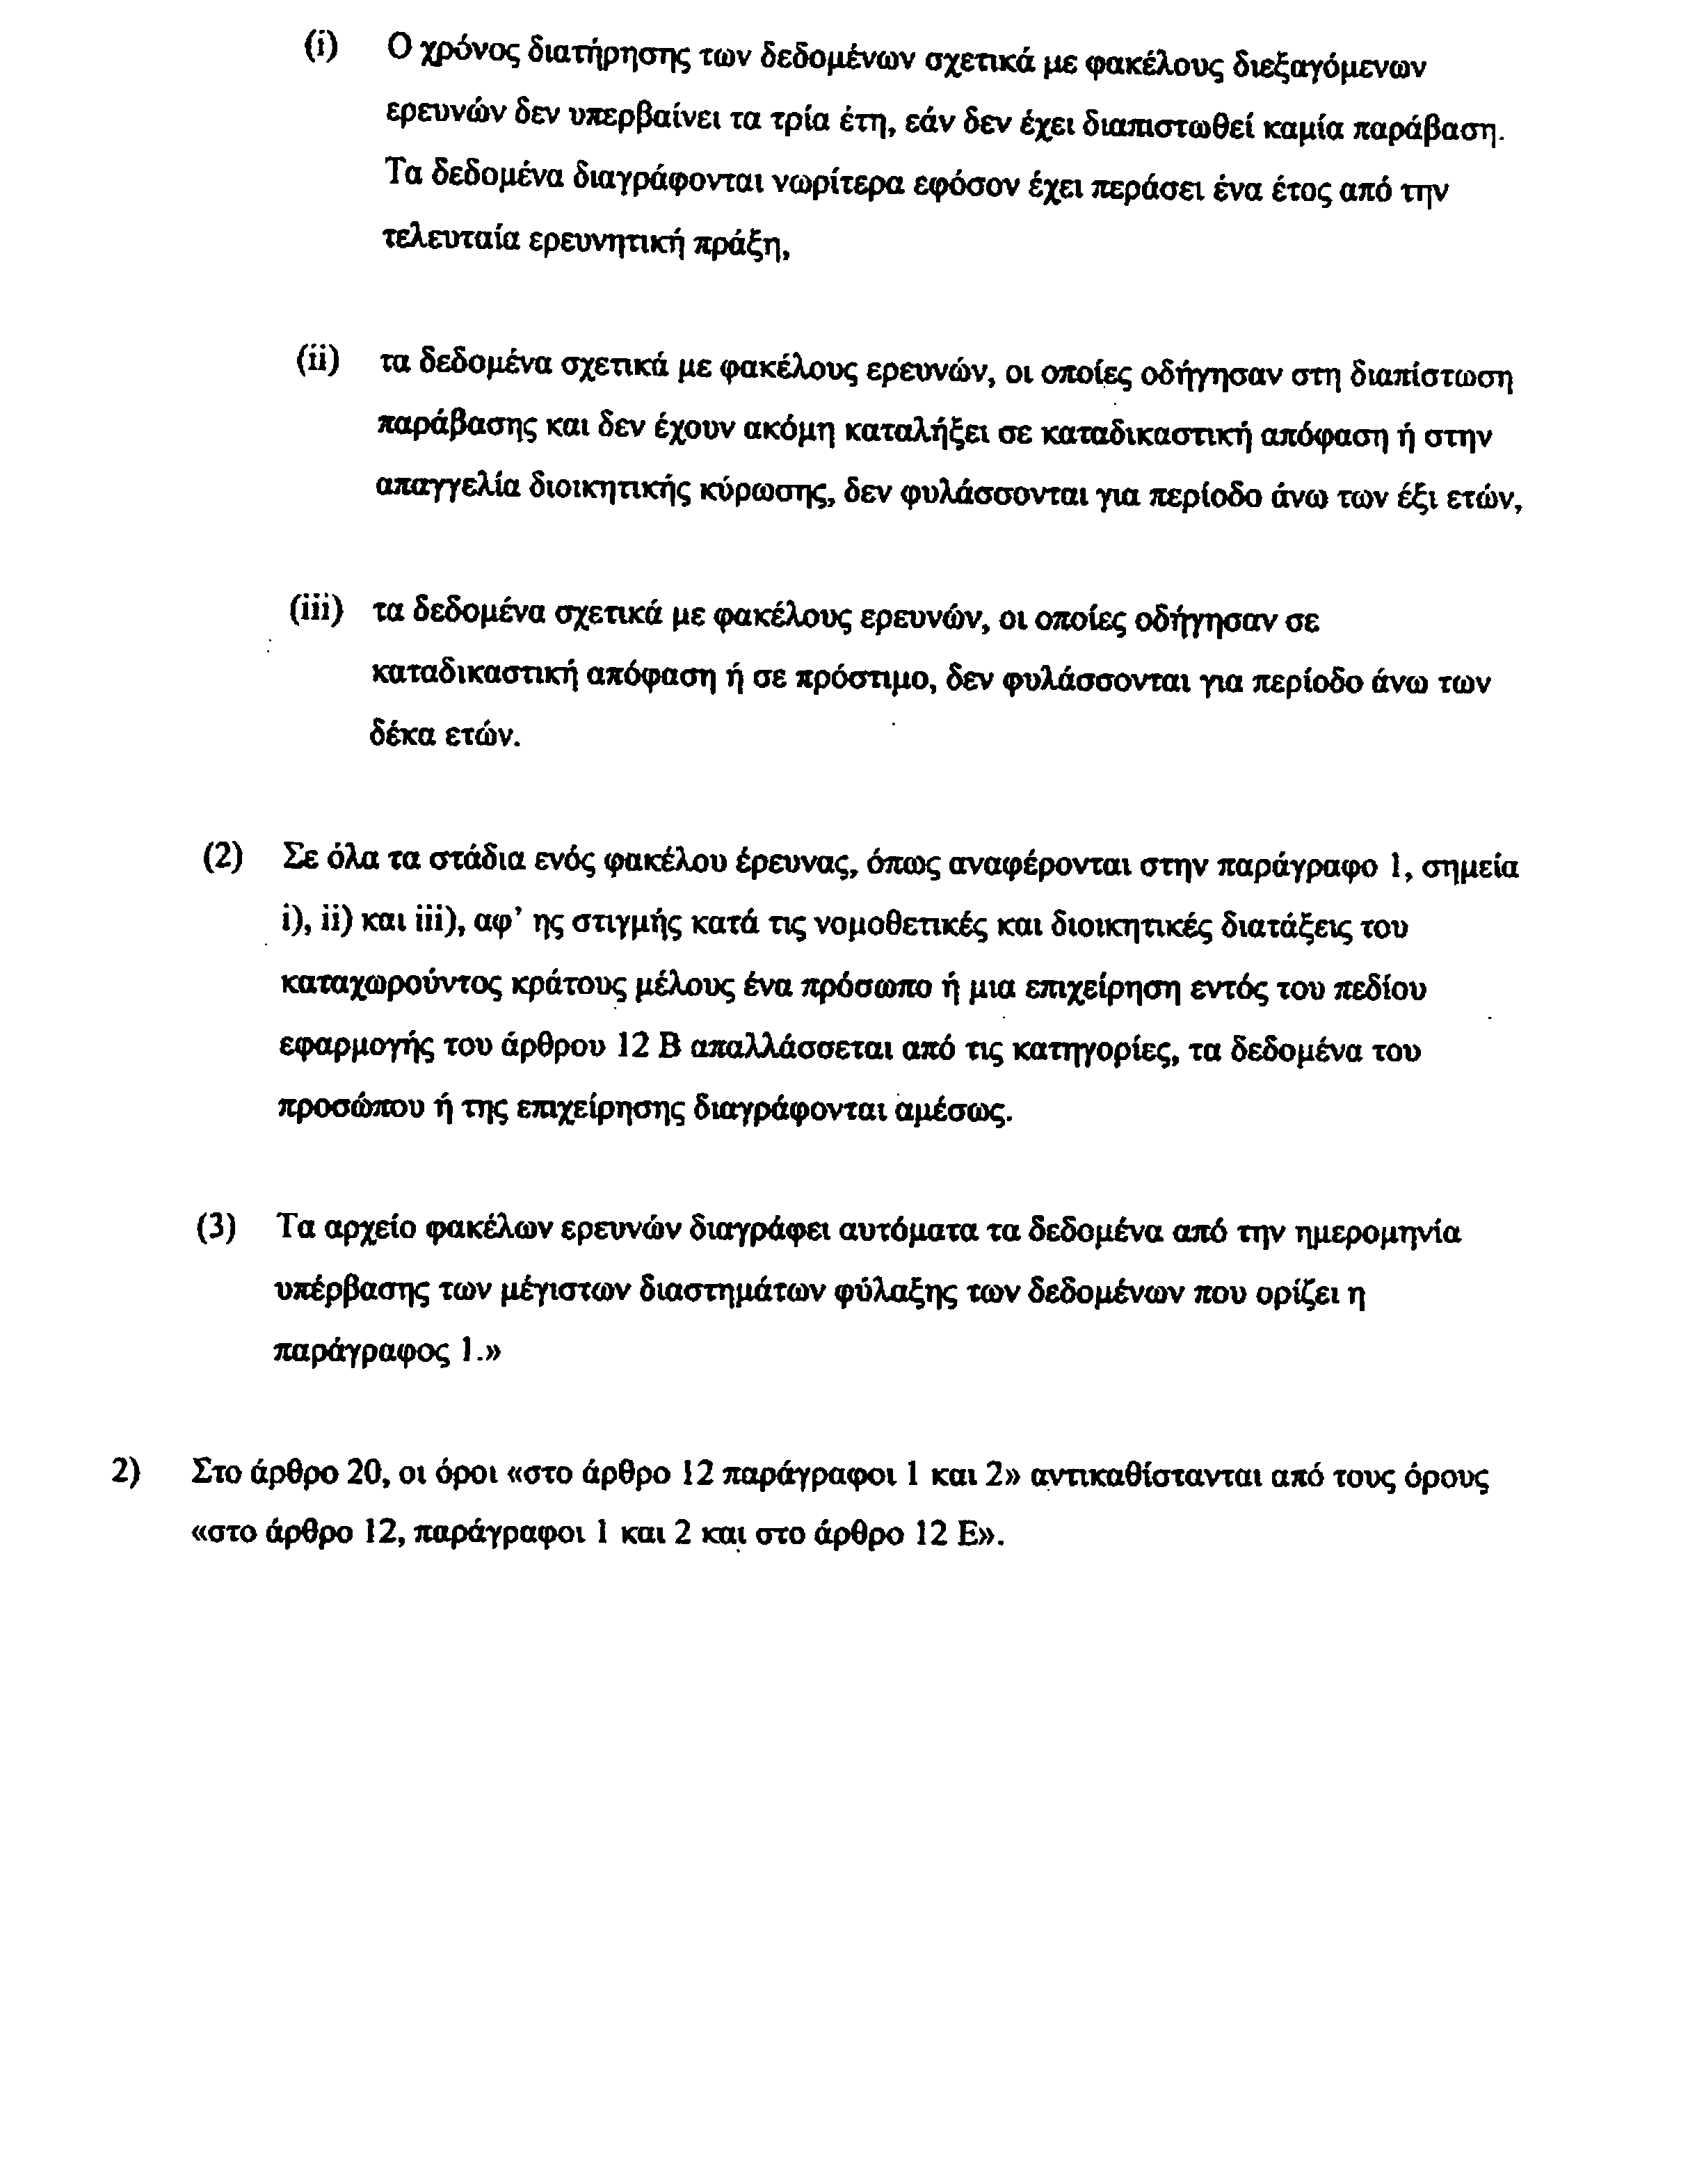 (i) Ο χρόνος διατήρησης των δεδομένων σχετικά με φακέλους διεξαγόμενων
ερευνών δεν υπερβαίνει τα τρία έτη, εάν δεν έχει διαπιστωθεί καμία παράβαση.
Τα δεδομένα διαγράφονται νωρίτερα εφόσον έχει περάσει ένα έτος από την
τελευταία ερευνητική πράξη,
(ii) τα δεδομένα σχετικά με φακέλους ερευνών, οι οποίες οδήγησαν στη διαπίστωση
παράβασης και δεν έχουν ακόμη καταλήξει σε καταδικαστική απόφαση ή στην
απαγγελία διοικητικής κύρωσης, δεν φυλάσσονται για περίοδο άνω των έξι ετών,
(iii) τα δεδομένα σχετικά με φακέλους ερευνών, οι οποίες οδήγησαν σε
καταδικαστική απόφαση ή σε πρόστιμο, δεν φυλάσσονται για περίοδο άνω των
δέκα ετών.
(2) Σε όλα τα στάδια ενός φακέλου έρευνας, όπως αναφέρονται στην παράγραφο 1, σημεία
i), ii) και iii), αφ’ ης στιγμής κατά τις νομοθετικές και διοικητικές διατάξεις του
καταχωρούντος κράτους μέλους ένα πρόσωπο ή μια επιχείρηση εντός του πεδίου
εφαρμογής του άρθρου 12 Β απαλλάσσεται από τις κατηγορίες, τα δεδομένα του
προσώπου ή της επιχείρησης διαγράφονται αμέσως.
(3) Τα αρχείο φακέλων ερευνών διαγράφει αυτόματα τα δεδομένα από την ημερομηνία
υπέρβασης των μέγιστων διαστημάτων φύλαξης των δεδομένων που ορίζει η
παράγραφος 1.»
2) Στο άρθρο 20, οι όροι «στο άρθρο 12 παράγραφοι 1 και 2» αντικαθίστανται από τους όρους
«στο άρθρο 12, παράγραφοι 1 και 2 και στο άρθρο 12 Ε».